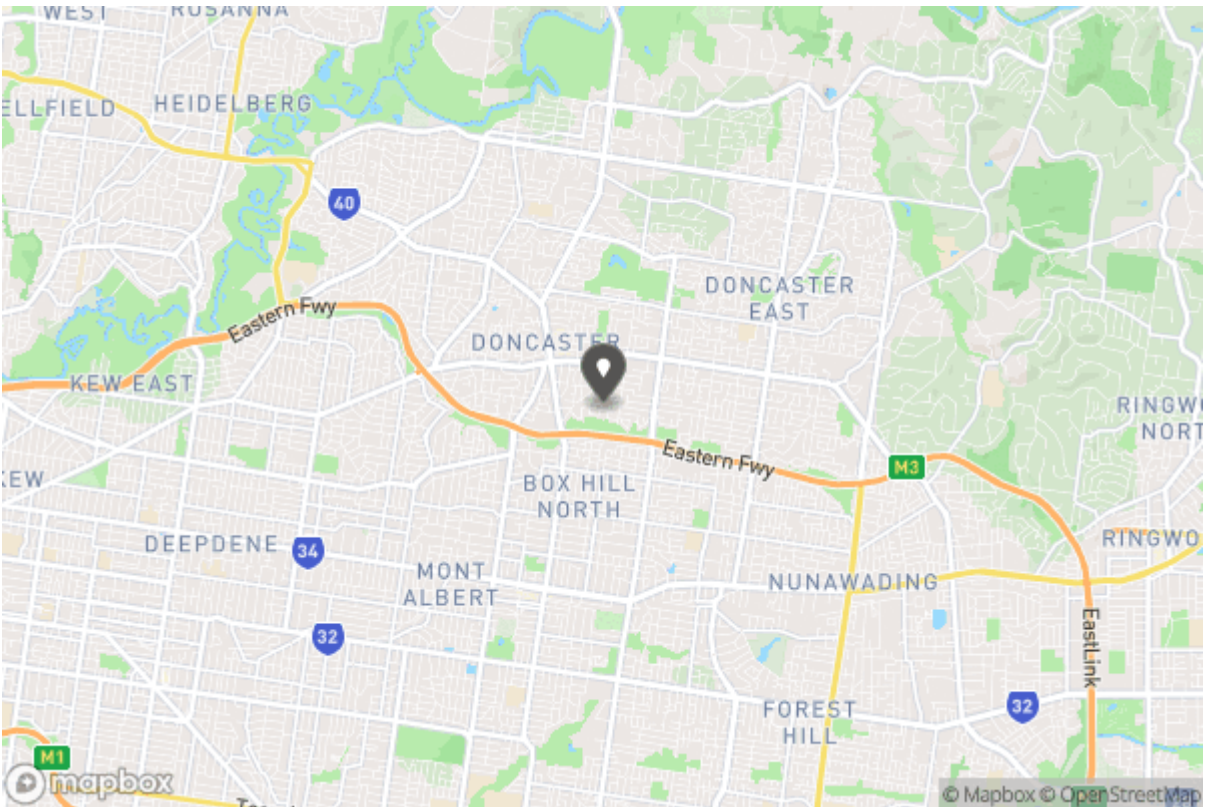 WEST
ROSANNA
ELLFIELD
HEIDELBERG
40
DONCASTER
EAST
Eastern Fwy
DONCASTER
KEW EAST
RINGW
NORT
KEW
M3
Eastern Fwy
BOX HILL
NORTH
DEEPDENE
34
RINGWO
MONT
ALBERT
NUNAWADING
32
EastLink
FOREST
HILL
32
M1
mapbox
© Mapbox © OpenStreetMap